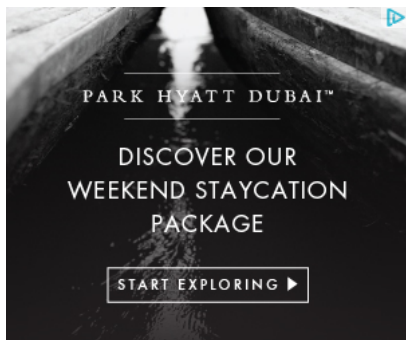 PARK HYATT DUBAI™
DISCOVER OUR
WEEKEND STAYCATION
PACKAGE
START EXPLORING